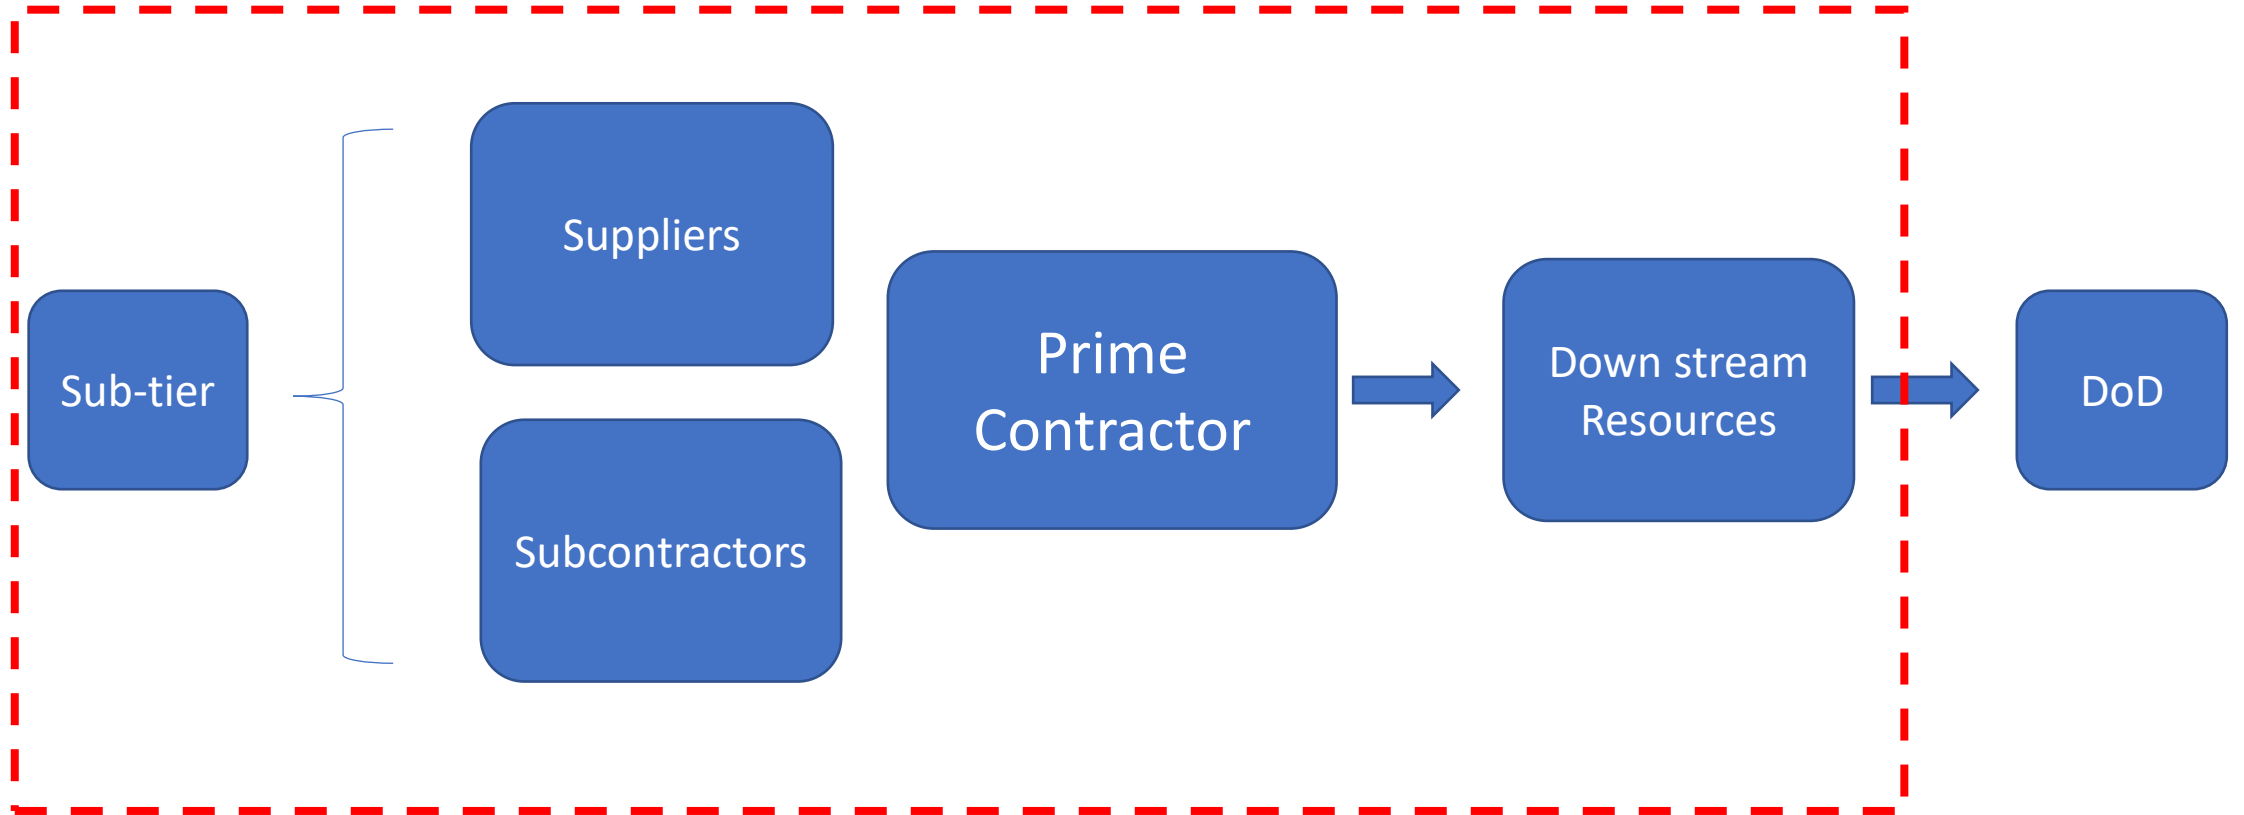 Sub-tier
Suppliers
Subcontractors
Prime
Contractor
Down stream
Resources
DoD